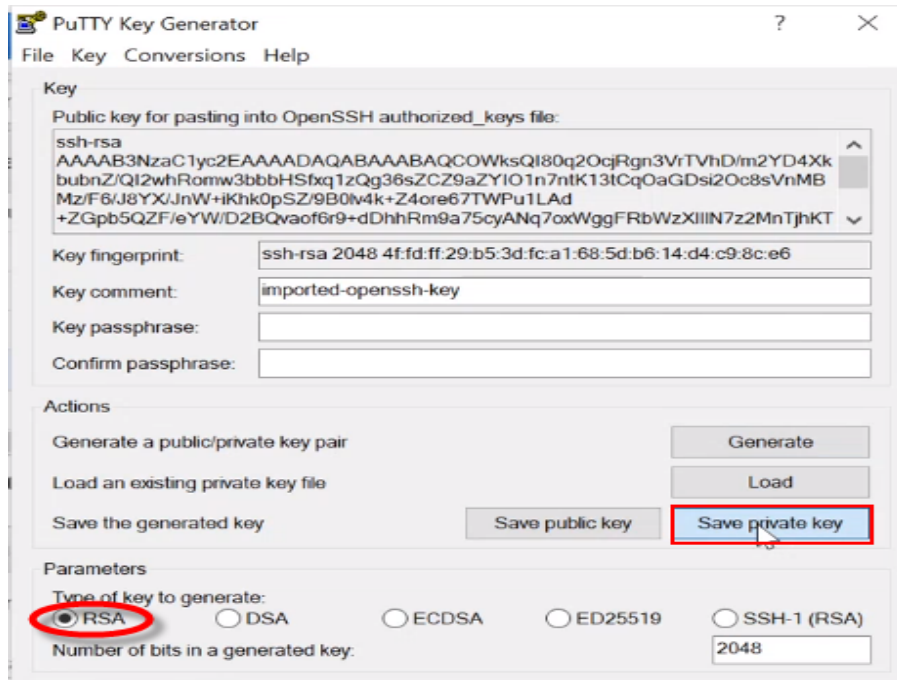 PuTTY Key Generator
File Key Conversions Help
Key
Public key for pasting into OpenSSH authorized_keys file:
ssh-rsa
AAAAB3NzaC1yc2EAAAADAQABAAABAQCOWksQI80q2OcjRgn3VrTVhD/m2YD4Xk
bubnZ/QI2whRomw3bbbHSfxq1zQg36sZCZ9aZYIO1n7ntK13tCqOaGDsi2Oc8sVnMB
Mz/F6/J8YX/JnW+iKhk0pSZ/9B0lv4k+Z4ore67TWPu1LAd
+ZGpb5QZF/eYW/D2BQvaof6r9+dDhhRm9a75cyANq7oxWggFRbWzXIIIN7z2MnTjhKT
Key fingerprint: ssh-rsa 2048 4f:fd:ff:29:b5:3d:fc:a1:68:5d:b6:14:d4:c9:8c:e6
Key comment: imported-openssh-key
Key passphrase:
Confirm passphrase:
Actions
Generate a public/private key pair Generate
Load an existing private key file Load
Save the generated key Save public key Save private key
Parameters
Type of key to generate:
RSA DSA ECDSA ED25519 SSH-1 (RSA)
Number of bits in a generated key: 2048